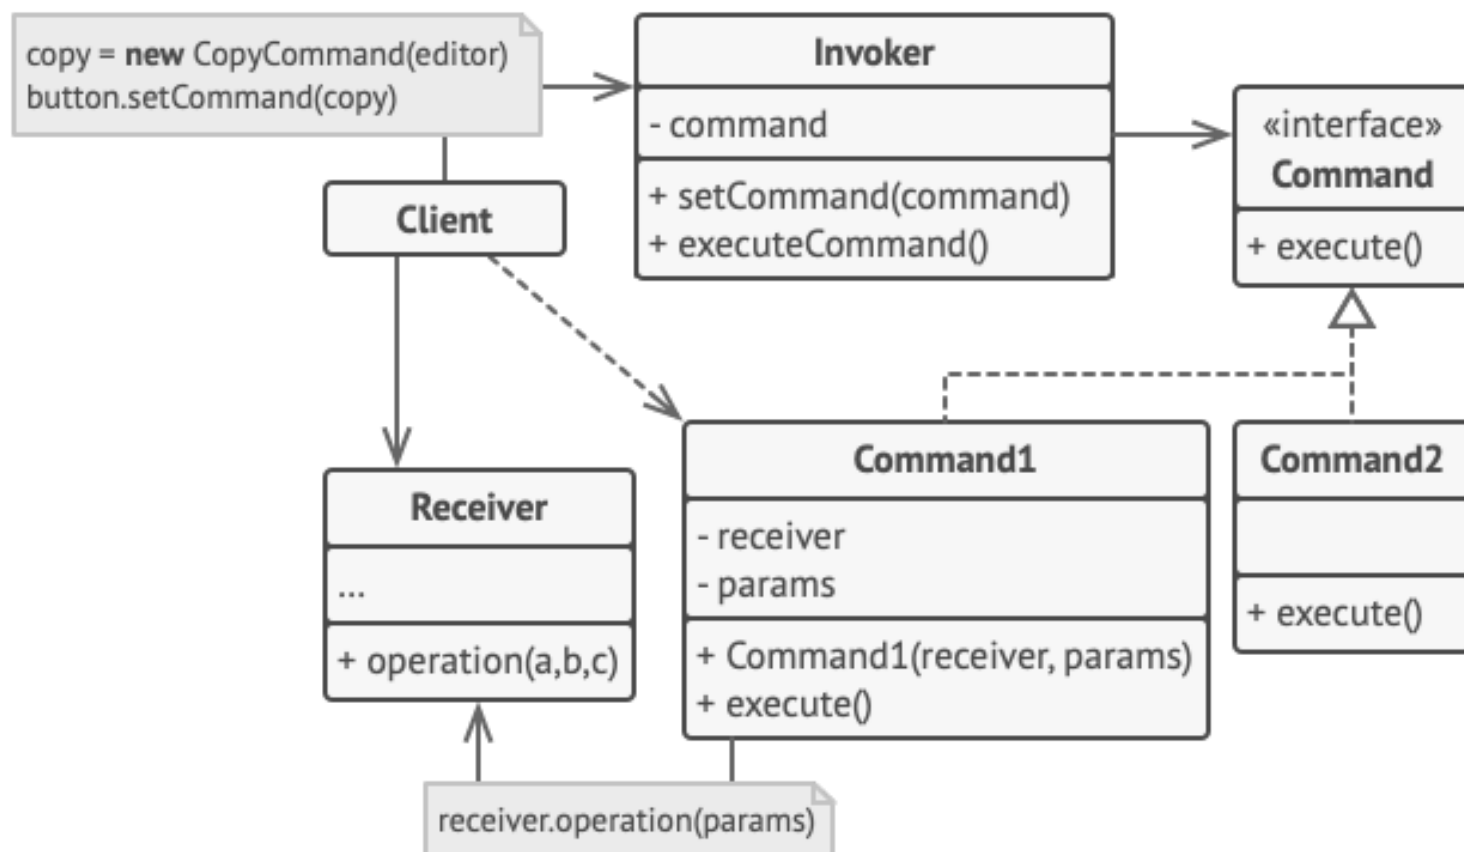 copy = new CopyCommand(editor)
button.setCommand(copy)
Invoker
- command
+ setCommand(command)
+ executeCommand()
«interface»
Command
+ execute()
Client
Receiver
...
+ operation(a,b,c)
Command1
- receiver
- params
+ Command1(receiver, params)
+ execute()
Command2
+ execute()
receiver.operation(params)